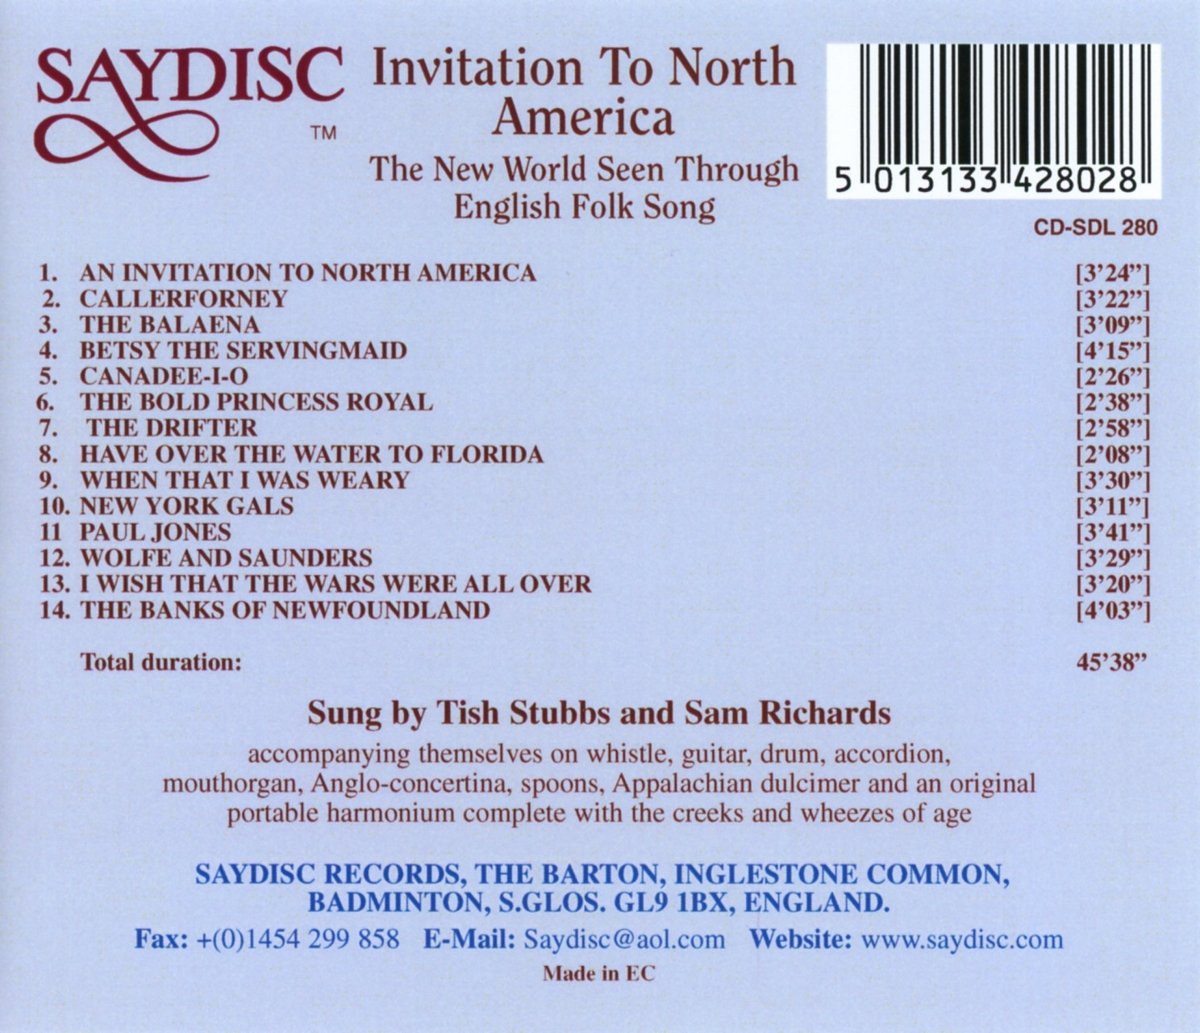 SAYDISC
TM
Invitation To North
America
The New World Seen Through
English Folk Song
5 013133 428028
CD-SDL 280
1. AN INVITATION TO NORTH AMERICA [3’24”]
2. CALLERFORNEY [3’22”]
3. THE BALAENA [3’09”]
4. BETSY THE SERVINGMAID [4’15”]
5. CANADEE-I-O [2’26”]
6. THE BOLD PRINCESS ROYAL [2’38”]
7. THE DRIFTER [2’58”]
8. HAVE OVER THE WATER TO FLORIDA [2’08”]
9. WHEN THAT I WAS WEARY [3’30”]
10. NEW YORK GALS [3’11”]
11 PAUL JONES [3’41”]
12. WOLFE AND SAUNDERS [3’29”]
13. I WISH THAT THE WARS WERE ALL OVER [3’20”]
14. THE BANKS OF NEWFOUNDLAND [4’03”]
Total duration: 45’38”
Sung by Tish Stubbs and Sam Richards
accompanying themselves on whistle, guitar, drum, accordion,
mouthorgan, Anglo-concertina, spoons, Appalachian dulcimer and an original
portable harmonium complete with the creeks and wheezes of age
SAYDISC RECORDS, THE BARTON, INGLESTONE COMMON,
BADMINTON, S.GLOS. GL9 1BX, ENGLAND.
Fax: +(0)1454 299 858 E-Mail: Saydisc@aol.com Website: www.saydisc.com
Made in EC